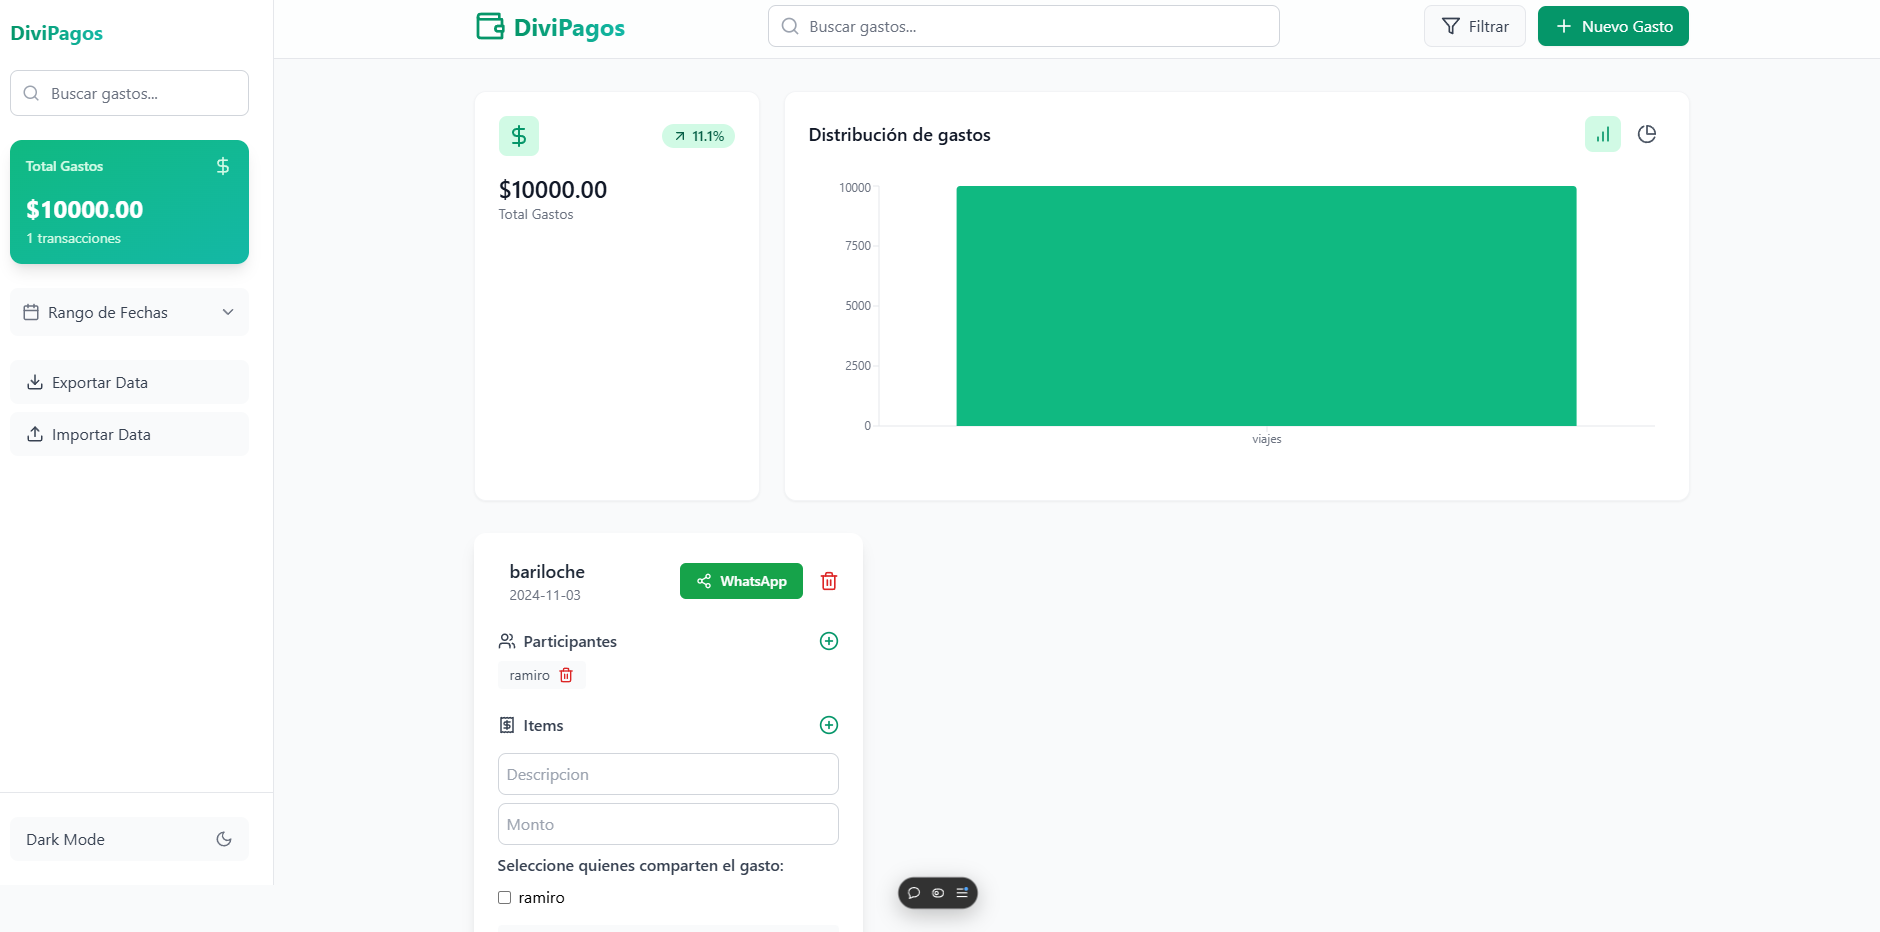 DiviPagos
Buscar gastos...
Total Gastos
$10000.00
1 transacciones
Rango de Fechas
Exportar Data
Importar Data
Dark Mode
DiviPagos
Buscar gastos...
Filtrar
Nuevo Gasto
11.1%
$10000.00
Total Gastos
Distribución de gastos
10000
7500
5000
2500
0
viajes
bariloche
2024-11-03
WhatsApp
Participantes
ramiro
Items
Descripcion
Monto
Seleccione quienes comparten el gasto:
ramiro